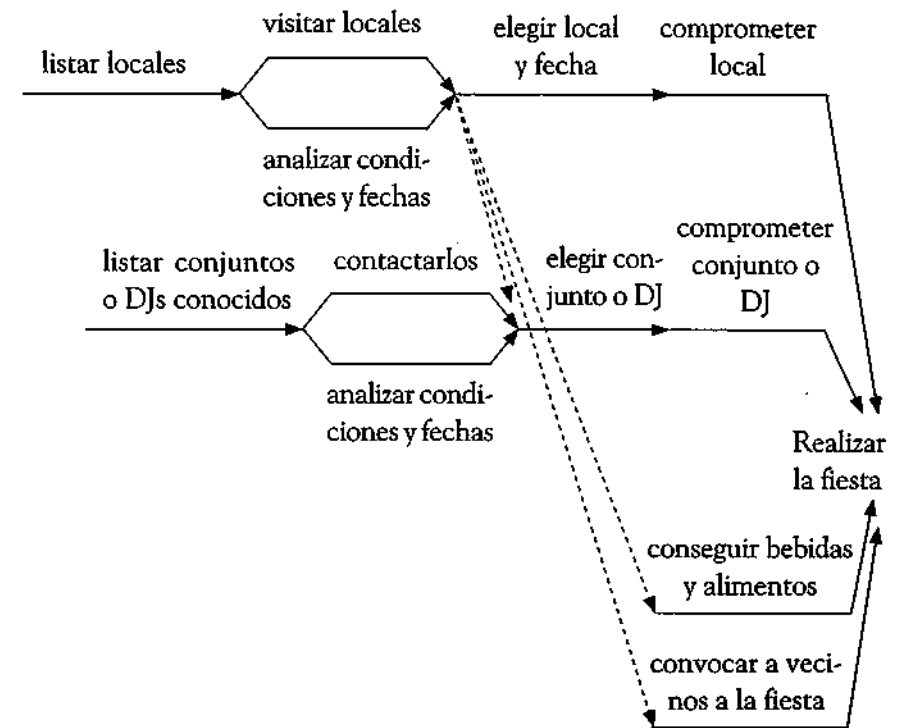 listar locales
visitar locales
analizar condi-
ciones y fechas
elegir local
y fecha
comprometer
local
listar conjuntos
o DJs conocidos
contactarlos
analizar condi-
ciones y fechas
elegir con-
junto o DJ
comprometer
conjunto o
DJ
Realizar
la fiesta
conseguir bebidas
y alimentos
convocar a veci-
nos a la fiesta